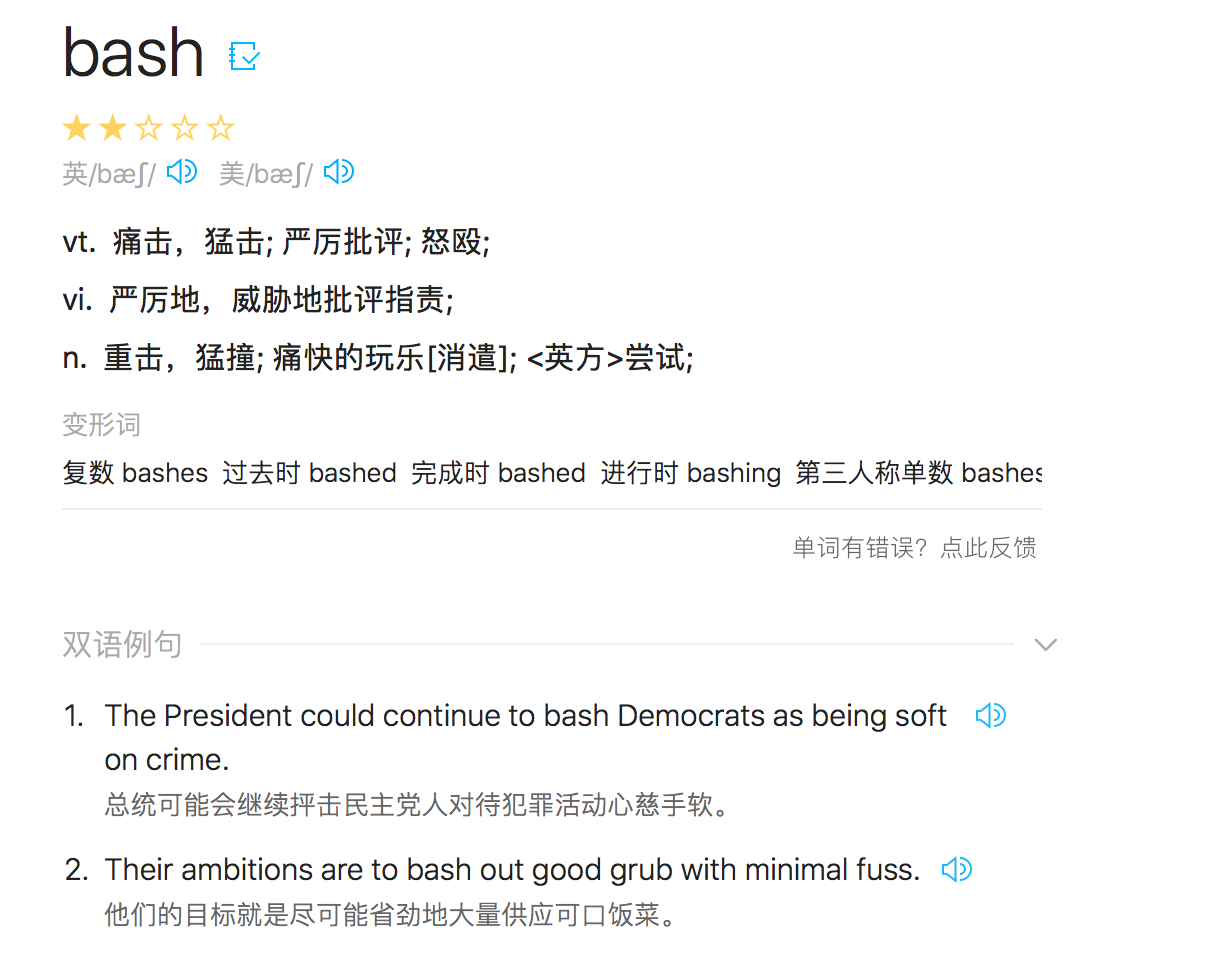 bash
英/bæʃ/ 美/bæʃ/
vt. 痛击，猛击; 严厉批评; 怒殴;
vi. 严厉地，威胁地批评指责;
n. 重击，猛撞; 痛快的玩乐[消遣]; <英方>尝试;
变形词
复数 bashes 过去时 bashed 完成时 bashed 进行时 bashing 第三人称单数 bashes
单词有错误？点此反馈
双语例句
1. The President could continue to bash Democrats as being soft
on crime.
总统可能会继续抨击民主党人对待犯罪活动心慈手软。
2. Their ambitions are to bash out good grub with minimal fuss.
他们的目标就是尽可能省劲地大量供应可口饭菜。